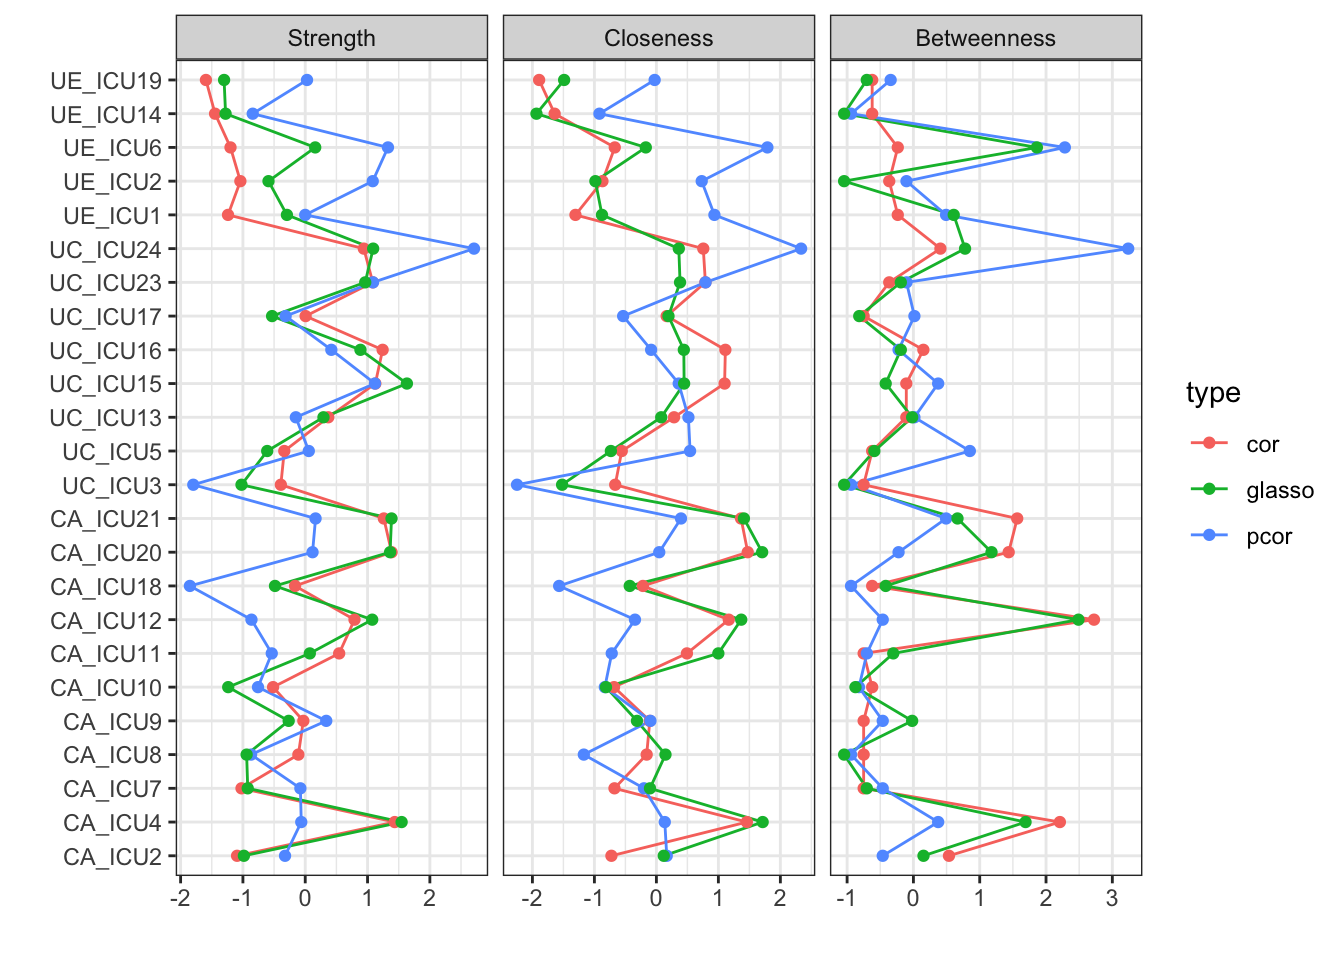 Strength Closeness Betweenness
UE_ICU19
UE_ICU14
UE_ICU6
UE_ICU2
UE_ICU1
UC_ICU24
UC_ICU23
UC_ICU17
UC_ICU16
UC_ICU15
UC_ICU13
UC_ICU5
UC_ICU3
CA_ICU21
CA_ICU20
CA_ICU18
CA_ICU12
CA_ICU11
CA_ICU10
CA_ICU9
CA_ICU8
CA_ICU7
CA_ICU4
CA_ICU2
-2 -1 0 1 2 -2 -1 0 1 2 -1 0 1 2 3
type
cor
glasso
pcor